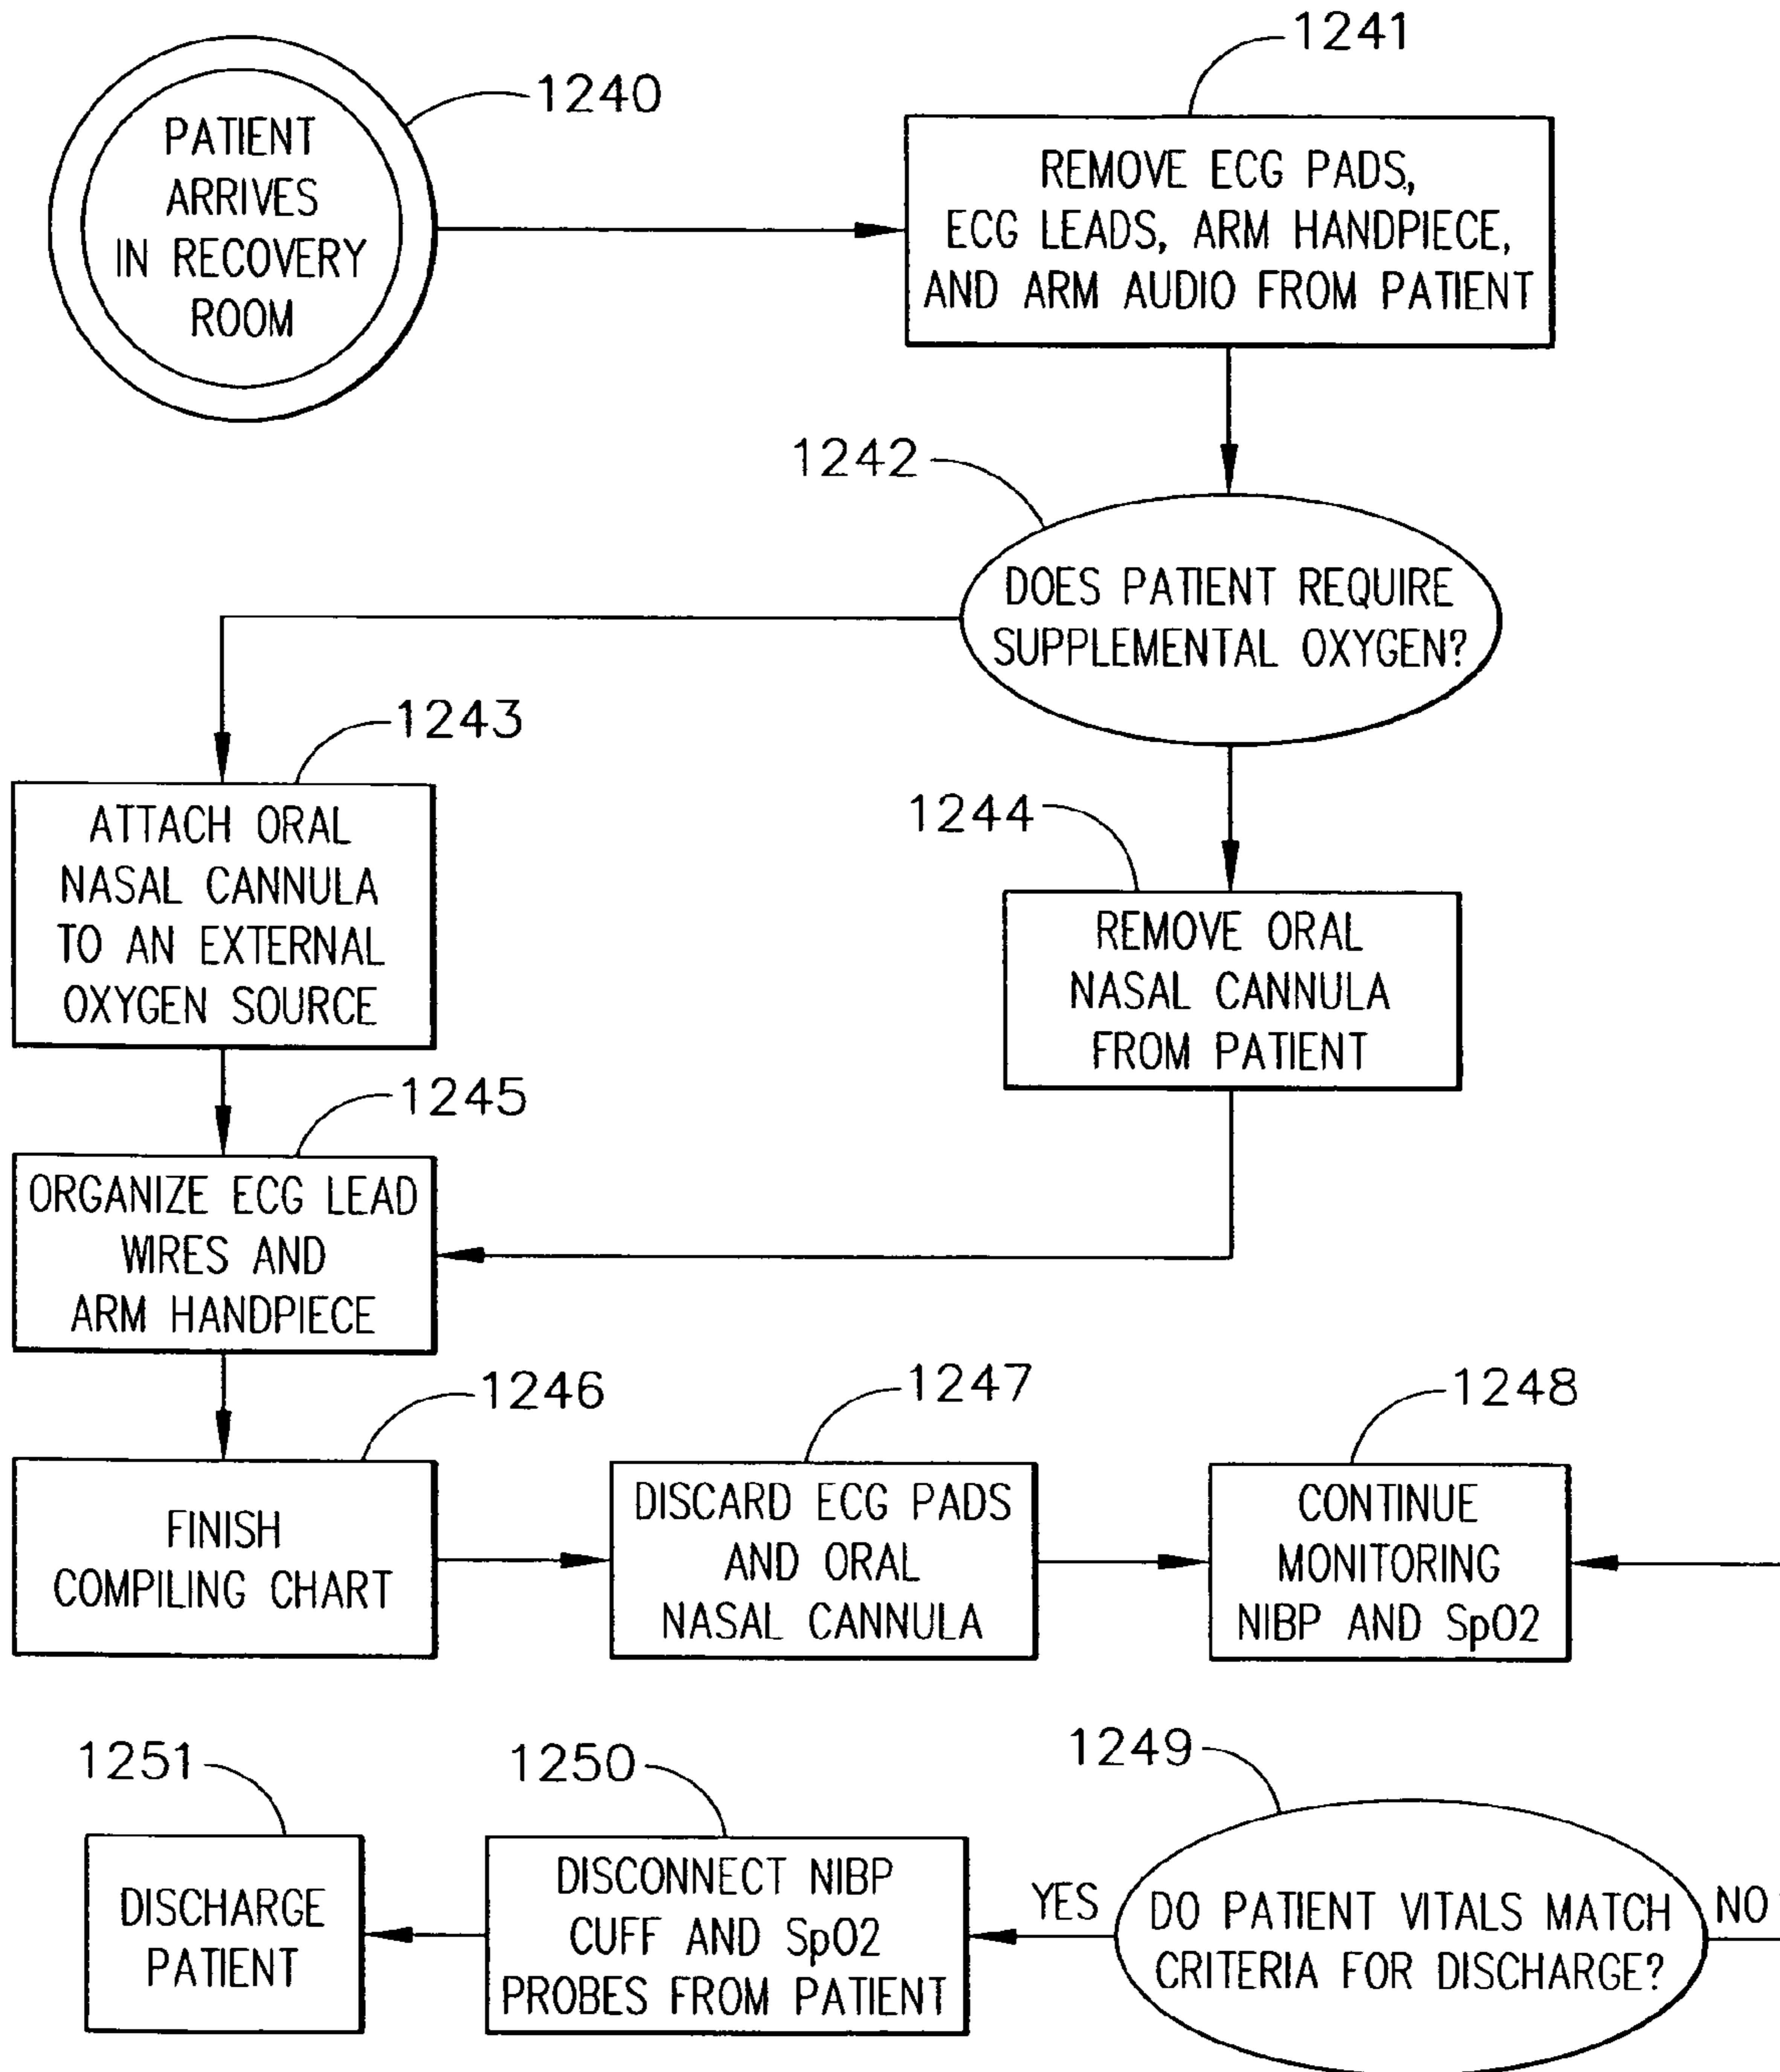 1240
PATIENT
ARRIVES
IN RECOVERY
ROOM
1241
REMOVE ECG PADS,
ECG LEADS, ARM HANDPIECE,
AND ARM AUDIO FROM PATIENT
1242
DOES PATIENT REQUIRE
SUPPLEMENTAL OXYGEN?
1243
ATTACH ORAL
NASAL CANNULA
TO AN EXTERNAL
OXYGEN SOURCE
1244
REMOVE ORAL
NASAL CANNULA
FROM PATIENT
1245
ORGANIZE ECG LEAD
WIRES AND
ARM HANDPIECE
1246
FINISH
COMPILING CHART
1247
DISCARD ECG PADS
AND ORAL
NASAL CANNULA
1248
CONTINUE
MONITORING
NIBP AND SpO2
1249
DO PATIENT VITALS MATCH
CRITERIA FOR DISCHARGE?
YES
NO
1250
DISCONNECT NIBP
CUFF AND SpO2
PROBES FROM PATIENT
1251
DISCHARGE
PATIENT